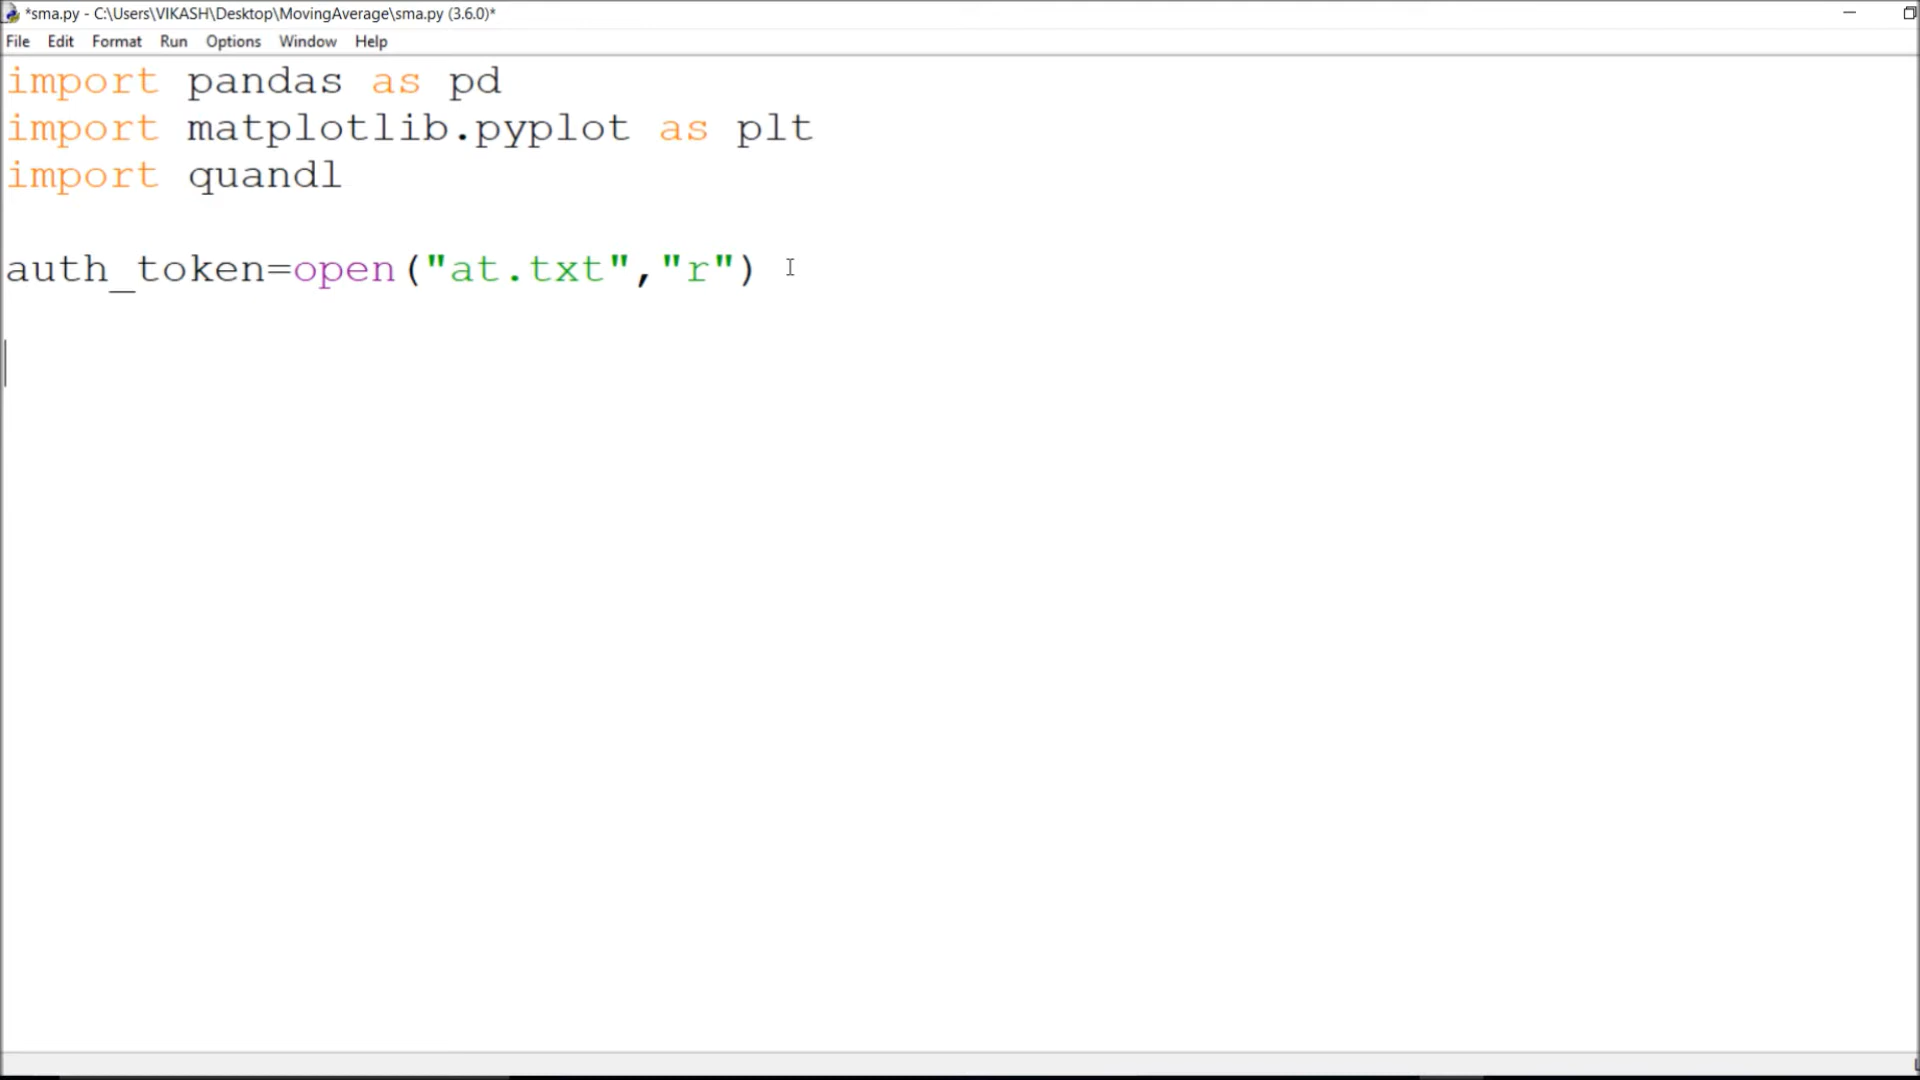 *sma.py - C:\Users\VIKASH\Desktop\MovingAverage\sma.py (3.6.0)*
File Edit Format Run Options Window Help
import pandas as pd
import matplotlib.pyplot as plt
import quandl
auth_token=open("at.txt","r")